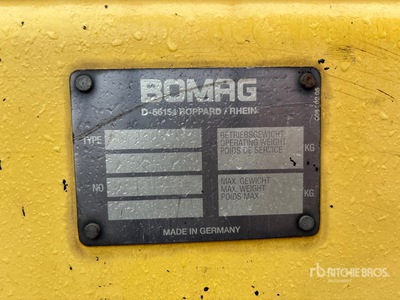 BOMAG
D-56154 BOPPARD / RHEIN
TYPE
BETRIEBSGEWICHT
OPERATING WEIGHT
POIDS DE SERVICE
KG
NO
MAX. GEWICHT
MAX. WEIGHT
POIDS MAX.
KG
MADE IN GERMANY
rb RITCHIE BROS.